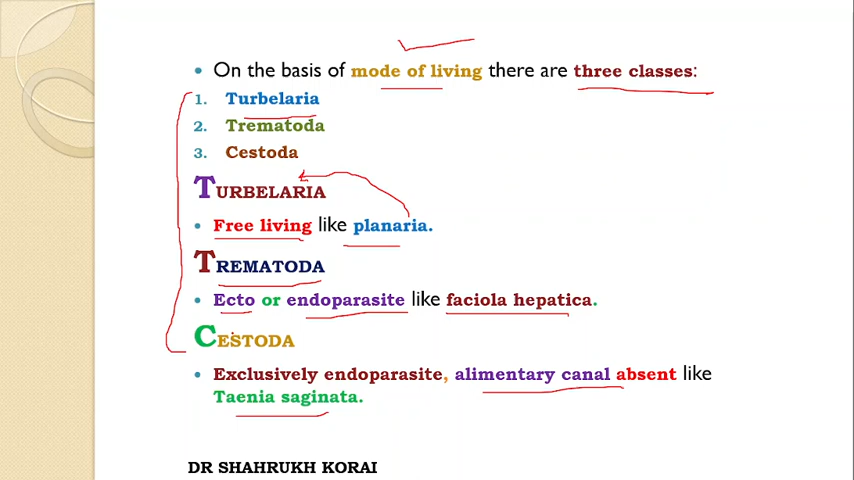 On the basis of mode of living there are three classes:
1. Turbelaria
2. Trematoda
3. Cestoda
TURBELARIA
Free living like planaria.
TREMATODA
Ecto or endoparasite like faciola hepatica.
CESTODA
Exclusively endoparasite, alimentary canal absent like
Taenia saginata.
DR SHAHRUKH KORAI